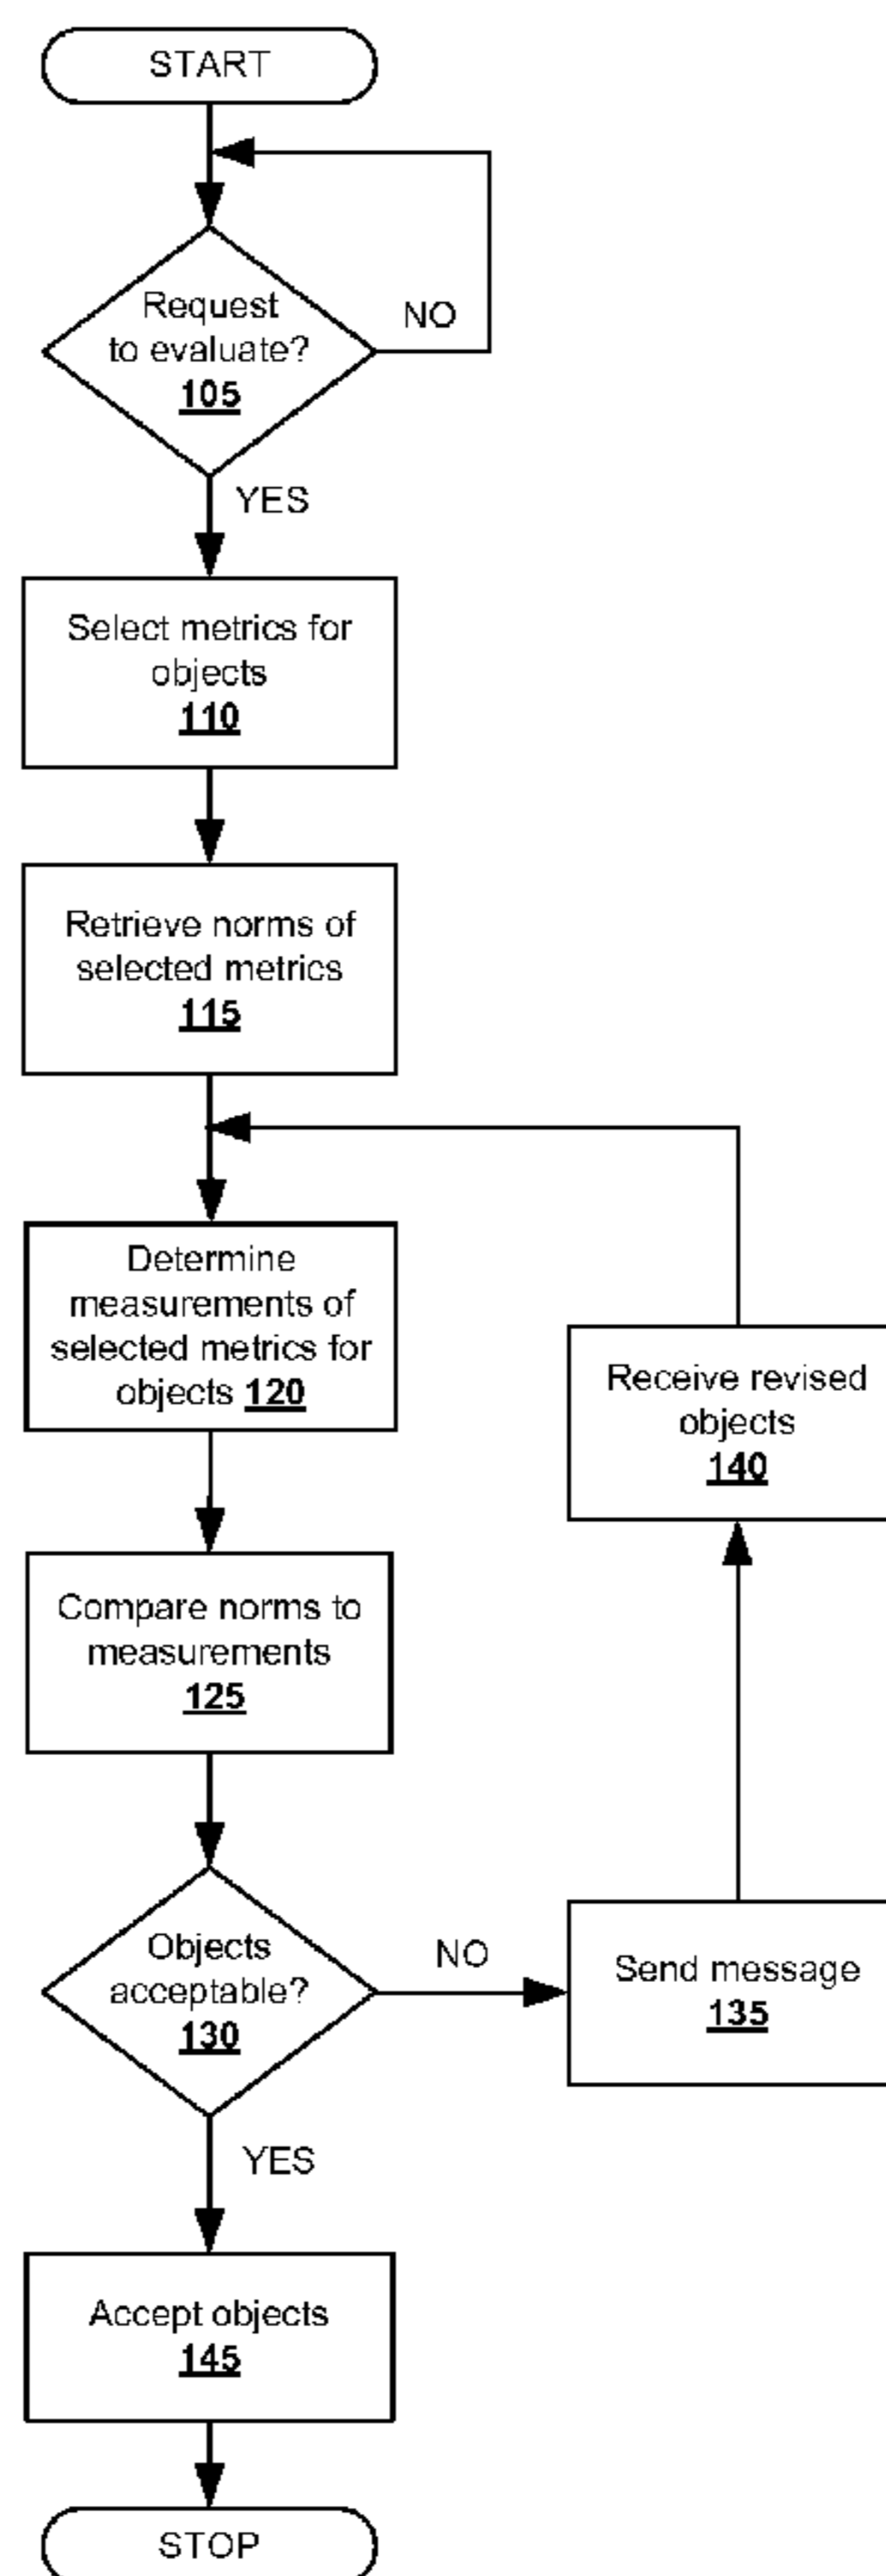 START
Request
to evaluate?
105
NO
YES
Select metrics for
objects
110
Retrieve norms of
selected metrics
115
Determine
measurements of
selected metrics for
objects 120
Receive revised
objects
140
Compare norms to
measurements
125
Objects
acceptable?
130
NO
Send message
135
YES
Accept objects
145
STOP